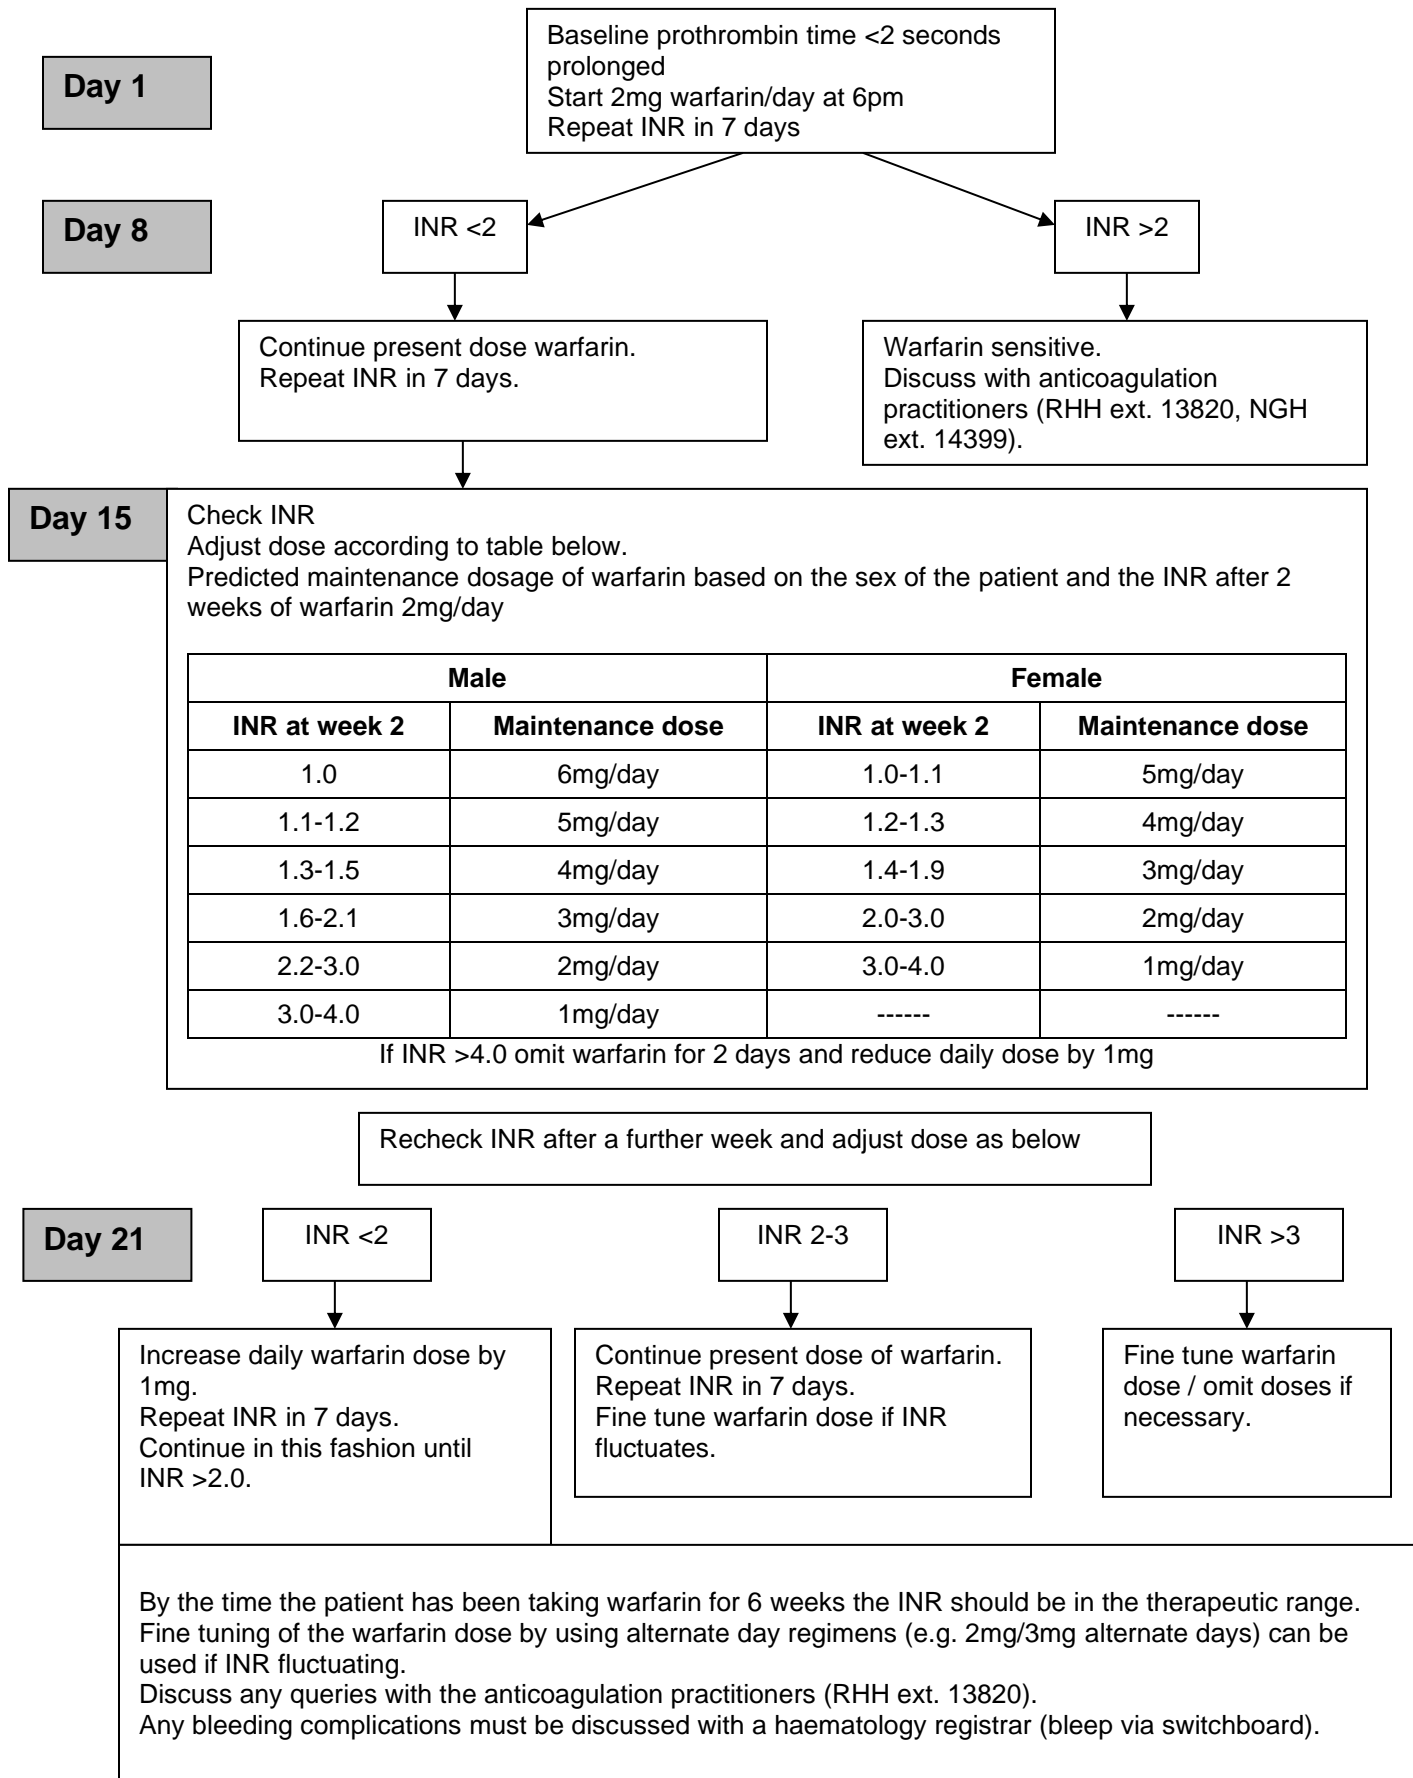 Baseline prothrombin time <2 seconds
prolonged
Start 2mg warfarin/day at 6pm
Repeat INR in 7 days
Day 1
Day 8
INR <2
INR >2
Continue present dose warfarin.
Repeat INR in 7 days.
Warfarin sensitive.
Discuss with anticoagulation
practitioners (RHH ext. 13820, NGH
ext. 14399).
Day 15
Check INR
Adjust dose according to table below.
Predicted maintenance dosage of warfarin based on the sex of the patient and the INR after 2
weeks of warfarin 2mg/day
Male Female
INR at week 2 Maintenance dose INR at week 2 Maintenance dose
1.0 6mg/day 1.0-1.1 5mg/day
1.1-1.2 5mg/day 1.2-1.3 4mg/day
1.3-1.5 4mg/day 1.4-1.9 3mg/day
1.6-2.1 3mg/day 2.0-3.0 2mg/day
2.2-3.0 2mg/day 3.0-4.0 1mg/day
3.0-4.0 1mg/day ------ ------
If INR >4.0 omit warfarin for 2 days and reduce daily dose by 1mg
Recheck INR after a further week and adjust dose as below
Day 21
INR <2
INR 2-3
INR >3
Increase daily warfarin dose by
1mg.
Repeat INR in 7 days.
Continue in this fashion until
INR >2.0.
Continue present dose of warfarin.
Repeat INR in 7 days.
Fine tune warfarin dose if INR
fluctuates.
Fine tune warfarin
dose / omit doses if
necessary.
By the time the patient has been taking warfarin for 6 weeks the INR should be in the therapeutic range.
Fine tuning of the warfarin dose by using alternate day regimens (e.g. 2mg/3mg alternate days) can be
used if INR fluctuating.
Discuss any queries with the anticoagulation practitioners (RHH ext. 13820).
Any bleeding complications must be discussed with a haematology registrar (bleep via switchboard).